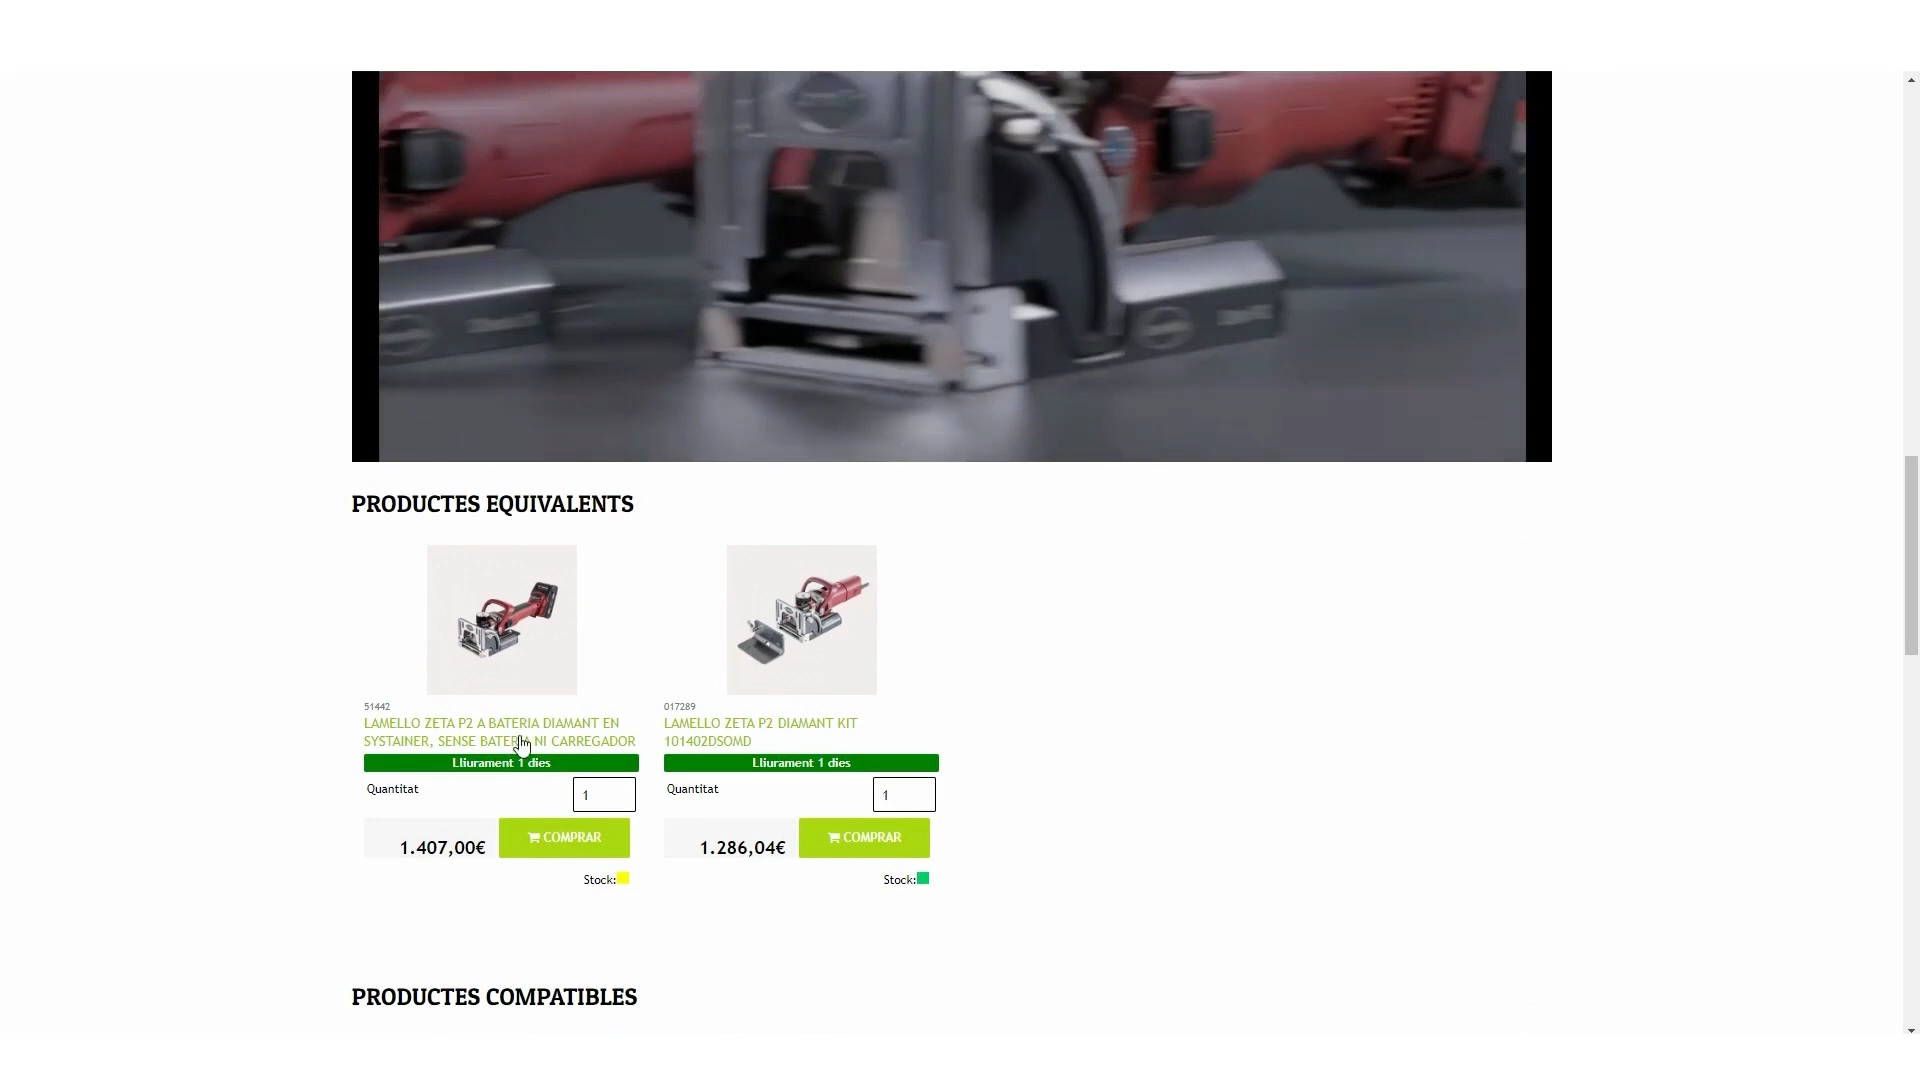 PRODUCTES EQUIVALENTS
51442
LAMELLO ZETA P2 A BATERIA DIAMANT EN
SYSTAINER, SENSE BATERIA NI CARREGADOR
Lliurament 1 dies
Quantitat
1
1.407,00€
COMPRAR
Stock:
017289
LAMELLO ZETA P2 DIAMANT KIT
101402DSOMD
Lliurament 1 dies
Quantitat
1
1.286,04€
COMPRAR
Stock:
PRODUCTES COMPATIBLES